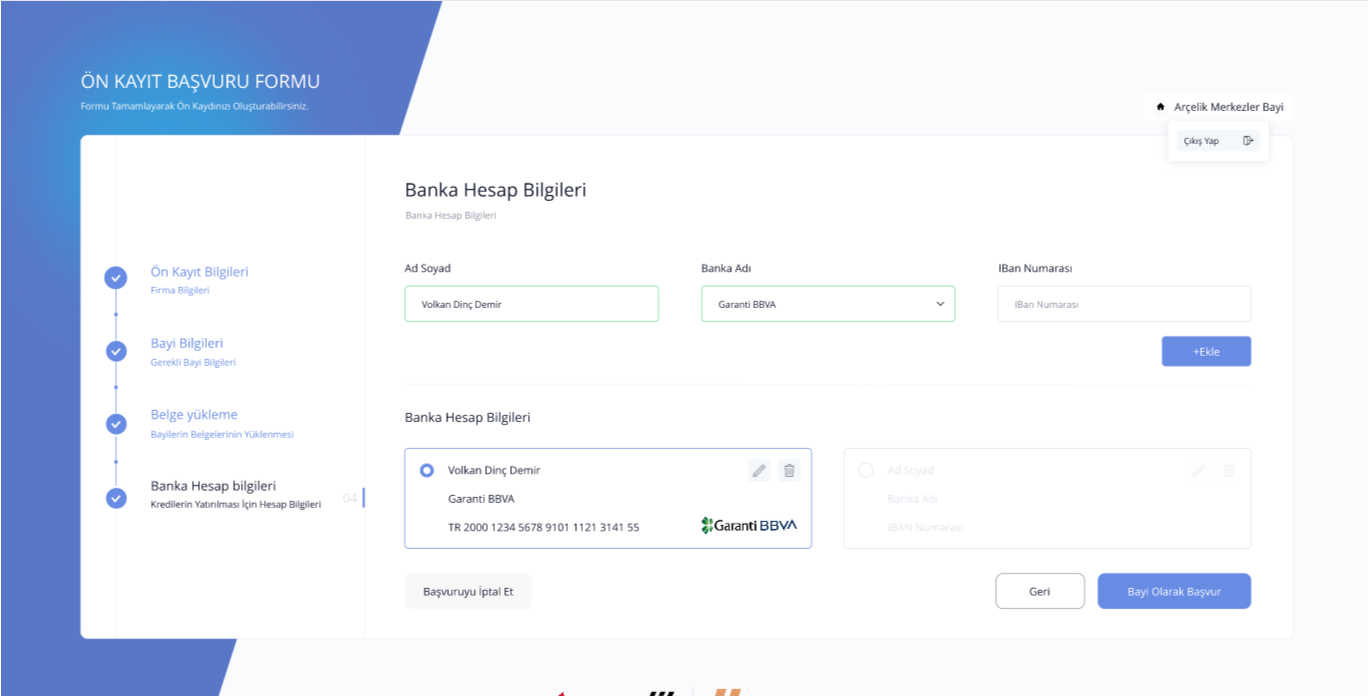 ÖN KAYIT BAŞVURU FORMU
Formu Tamamlayarak Ön Kaydınızı Oluşturabilirsiniz.
Arçelik Merkezler Bayi
Çıkış Yap
Ön Kayıt Bilgileri
Firma Bilgileri
Bayi Bilgileri
Gerekli Bayi Bilgileri
Belge yükleme
Bayilerin Belgelerinin Yüklenmesi
Banka Hesap bilgileri
Kredilerin Yatırılması İçin Hesap Bilgileri
04
Banka Hesap Bilgileri
Banka Hesap Bilgileri
Ad Soyad
Banka Adı
IBan Numarası
Volkan Dinç Demir
Garanti BBVA
IBan Numarası
+Ekle
Banka Hesap Bilgileri
Volkan Dinç Demir
Garanti BBVA
TR 2000 1234 5678 9101 1121 3141 55
Garanti BBVA
Ad Soyad
Banka Adı
IBAN Numarası
Başvuruyu İptal Et
Geri
Bayi Olarak Başvur